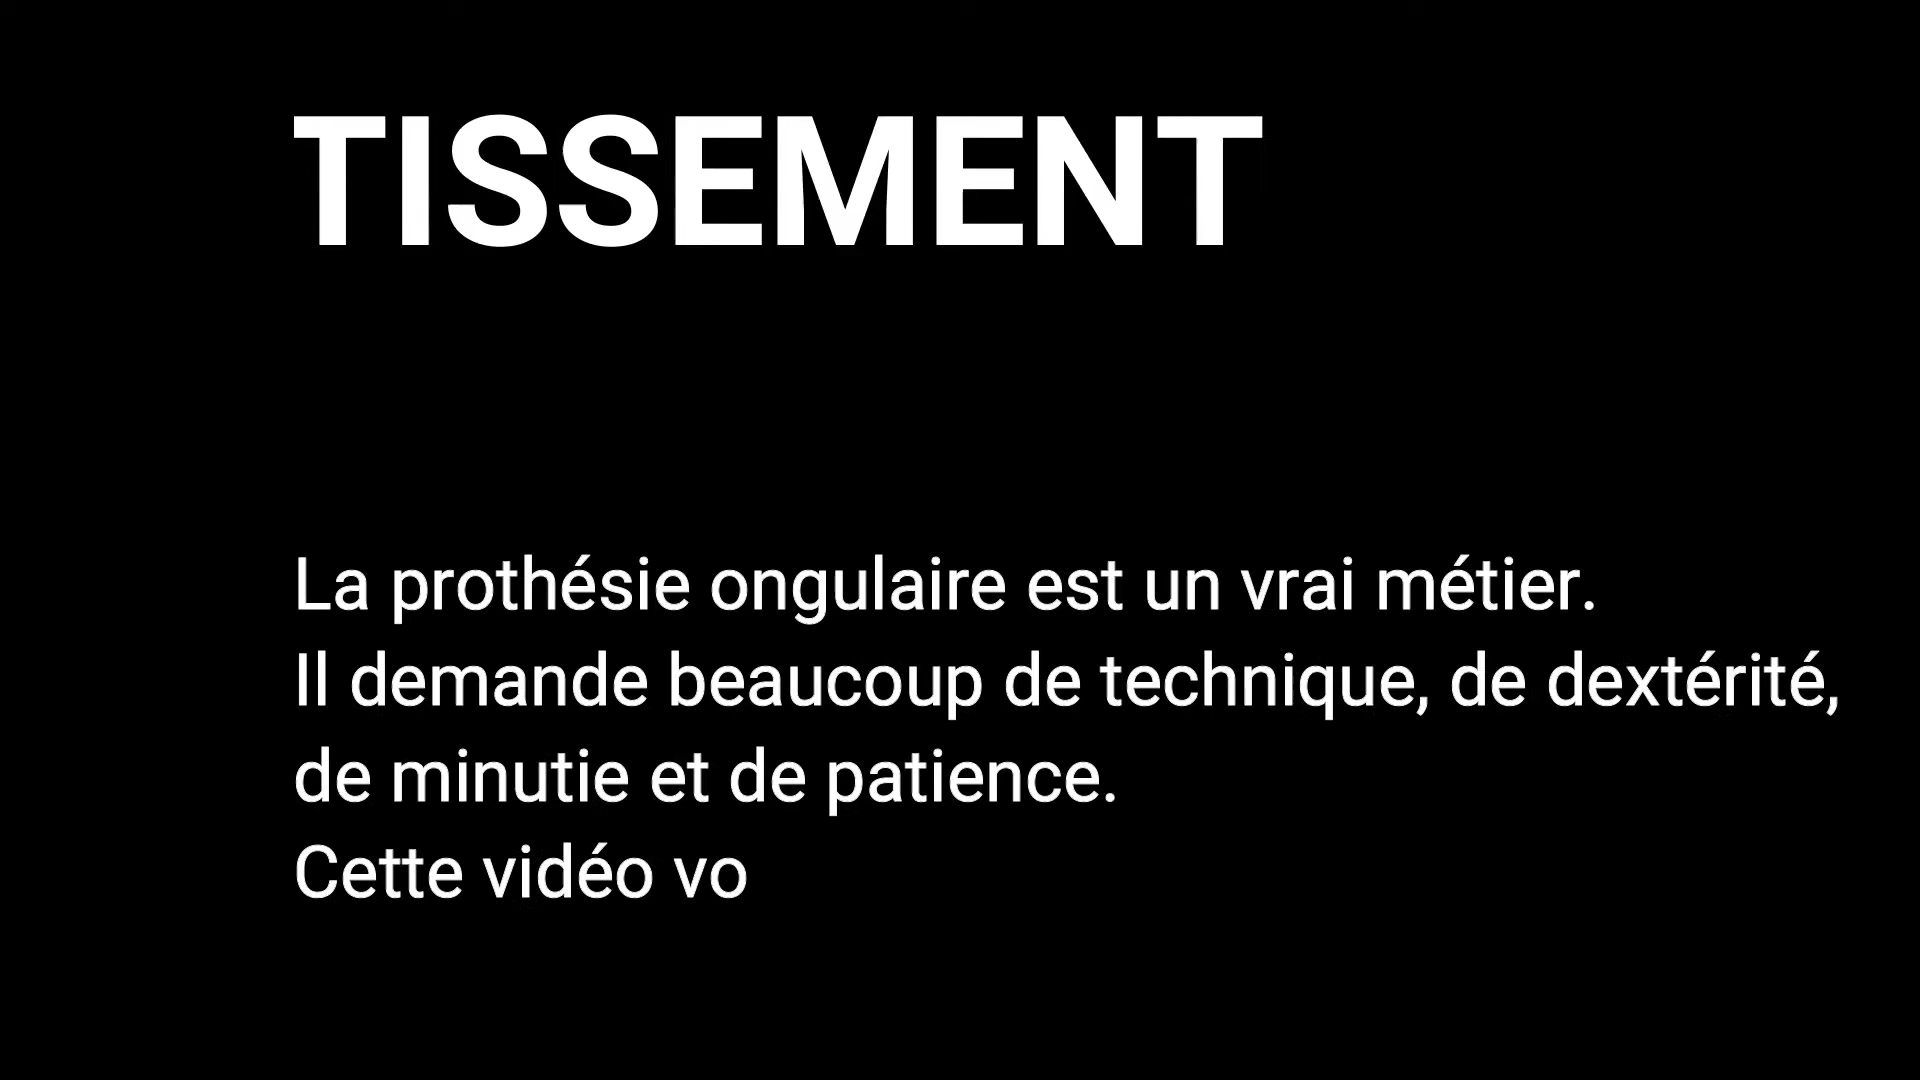 TISSEMENT
La prothésie ongulaire est un vrai métier.
Il demande beaucoup de technique, de dextérité,
de minutie et de patience.
Cette vidéo vo